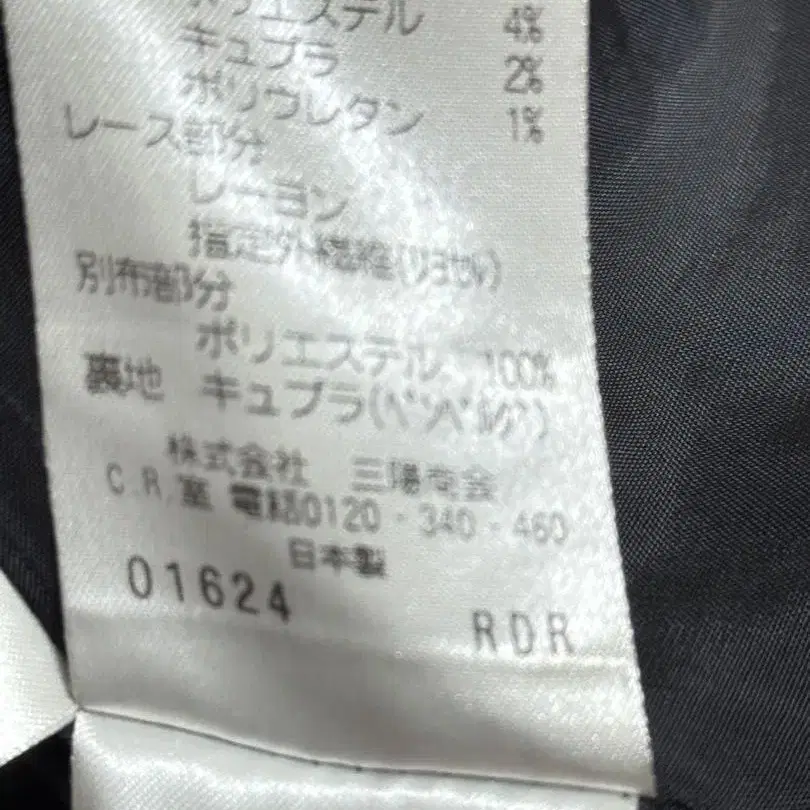 ポリエステル 4%
キュプラ 2%
ポリウレタン 1%
レース部分
レーヨン
指定外繊維(リヨセル)
別布部分
ポリエステル 100%
裏地 キュプラ(ベンベルグ)
株式会社 三陽商会
C.R.室 電話0120・340・460
日本製
01624
RDR